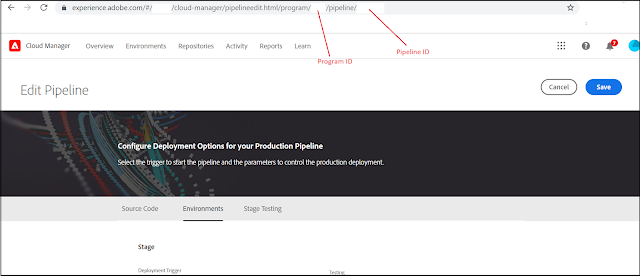 experience.adobe.com/#/ /cloud-manager/pipelineedit.html/program/ /pipeline/
Cloud Manager Overview Environments Repositories Activity Reports Learn
Program ID
Pipeline ID
Edit Pipeline
Cancel
Save
Configure Deployment Options for your Production Pipeline
Select the trigger to start the pipeline and the parameters to control the production deployment.
Source Code Environments Stage Testing
Stage
Deployment Trigger
Testing